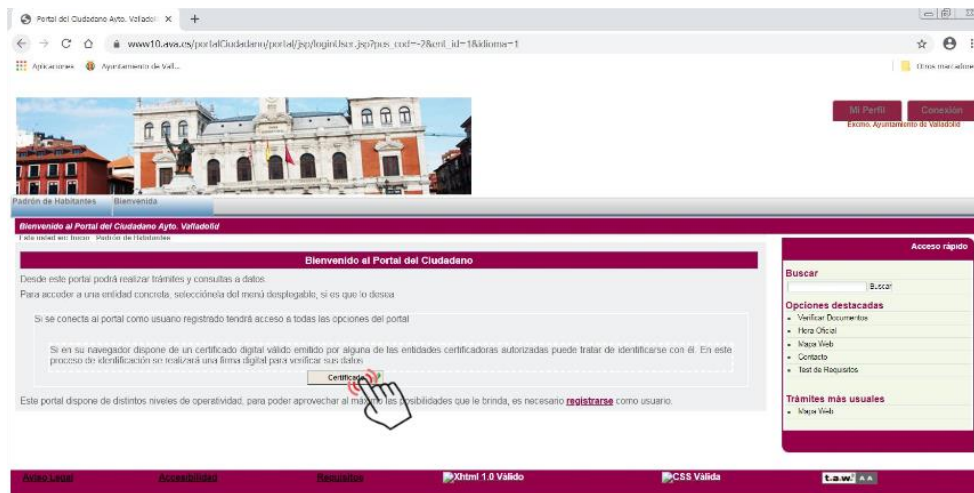 Portal del Ciudadano Ayto. Valladol
www10.ava.es/portalCiudadano/portal/jsp/loginUser.jsp?pus_cod=-2&ent_id=1&idioma=1
Aplicaciones
Ayuntamiento de Vall...
Otros marcadores
Mi Perfil
Conexión
Excmo. Ayuntamiento de Valladolid
Padrón de Habitantes
Bienvenida
Bienvenido al Portal del Ciudadano Ayto. Valladolid
Está usted en: Inicio Padrón de Habitantes
Acceso rápido
Bienvenido al Portal del Ciudadano
Desde este portal podrá realizar trámites y consultas a datos.
Para acceder a una entidad concreta, selecciónela del menú desplegable, si es que lo desea
Si se conecta al portal como usuario registrado tendrá acceso a todas las opciones del portal
Si en su navegador dispone de un certificado digital válido emitido por alguna de las entidades certificadoras autorizadas puede tratar de identificarse con él. En este
proceso de identificación se realizará una firma digital para verificar sus datos
Certificado
Este portal dispone de distintos niveles de operatividad, para poder aprovechar al máximo las posibilidades que le brinda, es necesario registrarse como usuario.
Buscar
Buscar
Opciones destacadas
Verificar Documentos
Hora Oficial
Mapa Web
Contacto
Test de Requisitos
Trámites más usuales
Mapa Web
Aviso Legal
Accesibilidad
Requisitos
Xhtml 1.0 Válido
CSS Válida
t.a.w. AA